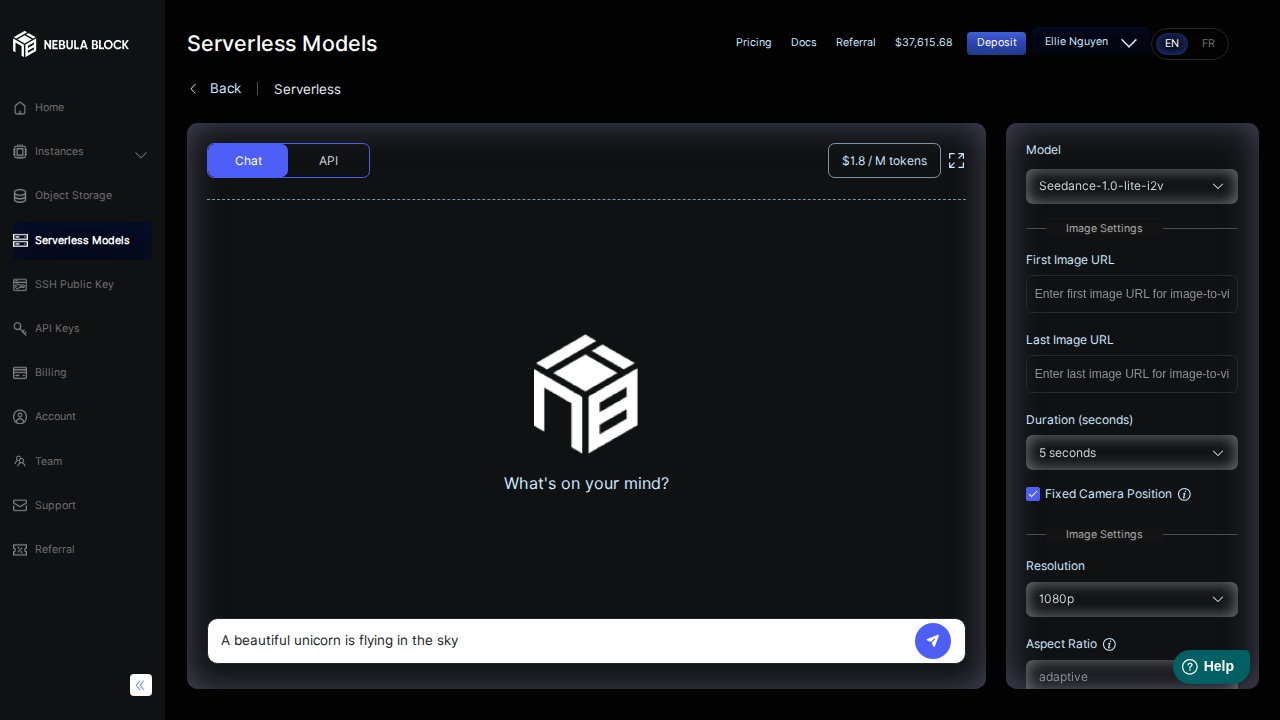 NEBULA BLOCK
Home
Instances
Object Storage
Serverless Models
SSH Public Key
API Keys
Billing
Account
Team
Support
Referral
Serverless Models
Pricing
Docs
Referral
$37,615.68
Deposit
Ellie Nguyen
EN
FR
Back
Serverless
Chat
API
$1.8 / M tokens
What's on your mind?
A beautiful unicorn is flying in the sky
Model
Seedance-1.0-lite-i2v
Image Settings
First Image URL
Enter first image URL for image-to-vi
Last Image URL
Enter last image URL for image-to-vi
Duration (seconds)
5 seconds
Fixed Camera Position
Image Settings
Resolution
1080p
Aspect Ratio
adaptive
Help